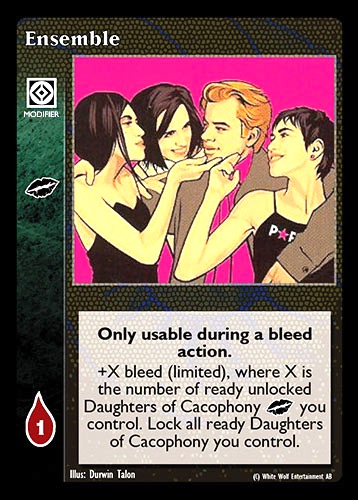 Ensemble
MODIFIER
P★F
Only usable during a bleed
action.
+X bleed (limited), where X is
the number of ready unlocked
Daughters of Cacophony you
control. Lock all ready Daughters
of Cacophony you control.
1
Illus: Durwin Talon
(C) White Wolf Entertainment AB